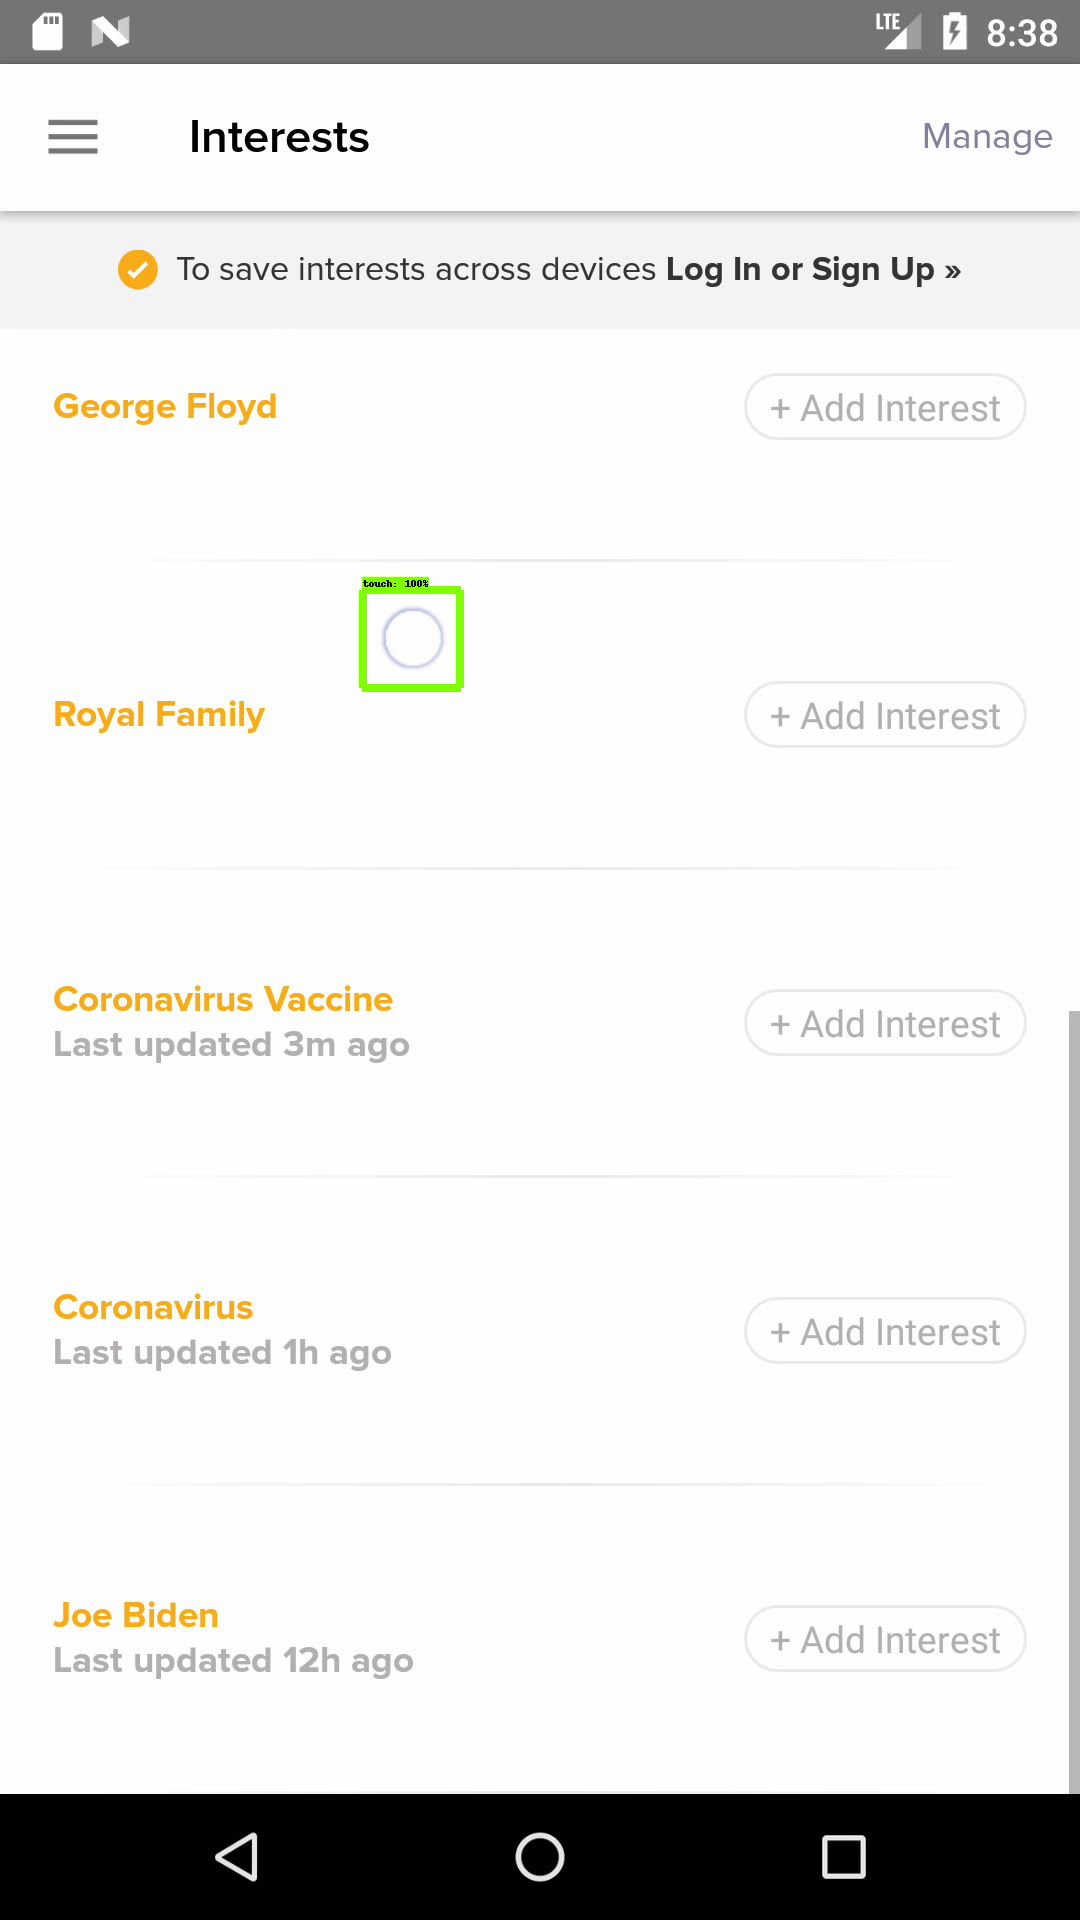 LTE 8:38
Interests Manage
To save interests across devices Log In or Sign Up »
George Floyd + Add Interest
touch: 100%
Royal Family + Add Interest
Coronavirus Vaccine
Last updated 3m ago
+ Add Interest
Coronavirus
Last updated 1h ago
+ Add Interest
Joe Biden
Last updated 12h ago
+ Add Interest